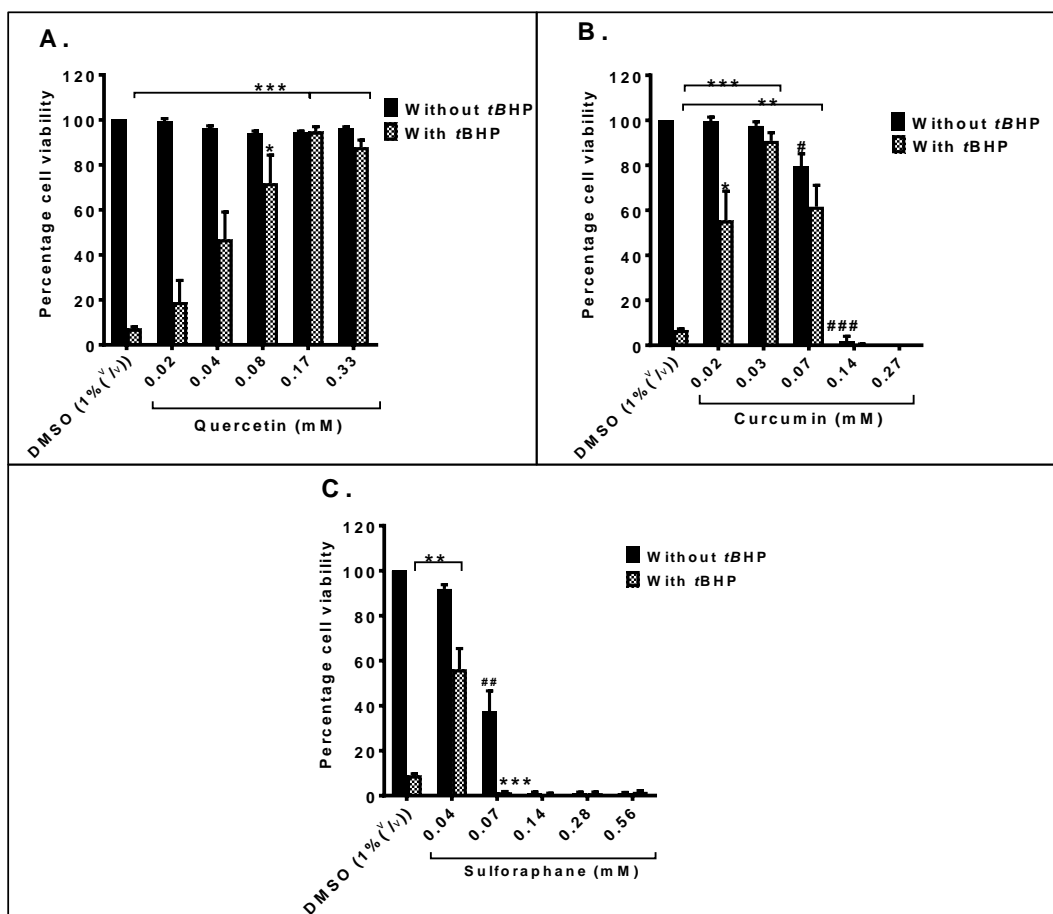 A.
120
100
80
60
40
20
0
Percentage cell viability
***
*
Without tBHP
With tBHP
DMSO (1% (v/v))
0.02
0.04
0.08
0.17
0.33
Quercetin (mM)
B.
120
100
80
60
40
20
0
Percentage cell viability
***
**
*
#
###
Without tBHP
With tBHP
DMSO (1% (v/v))
0.02
0.03
0.07
0.14
0.27
Curcumin (mM)
C.
120
100
80
60
40
20
0
Percentage cell viability
**
##
***
Without tBHP
With tBHP
DMSO (1% (v/v))
0.04
0.07
0.14
0.28
0.56
Sulforaphane (mM)